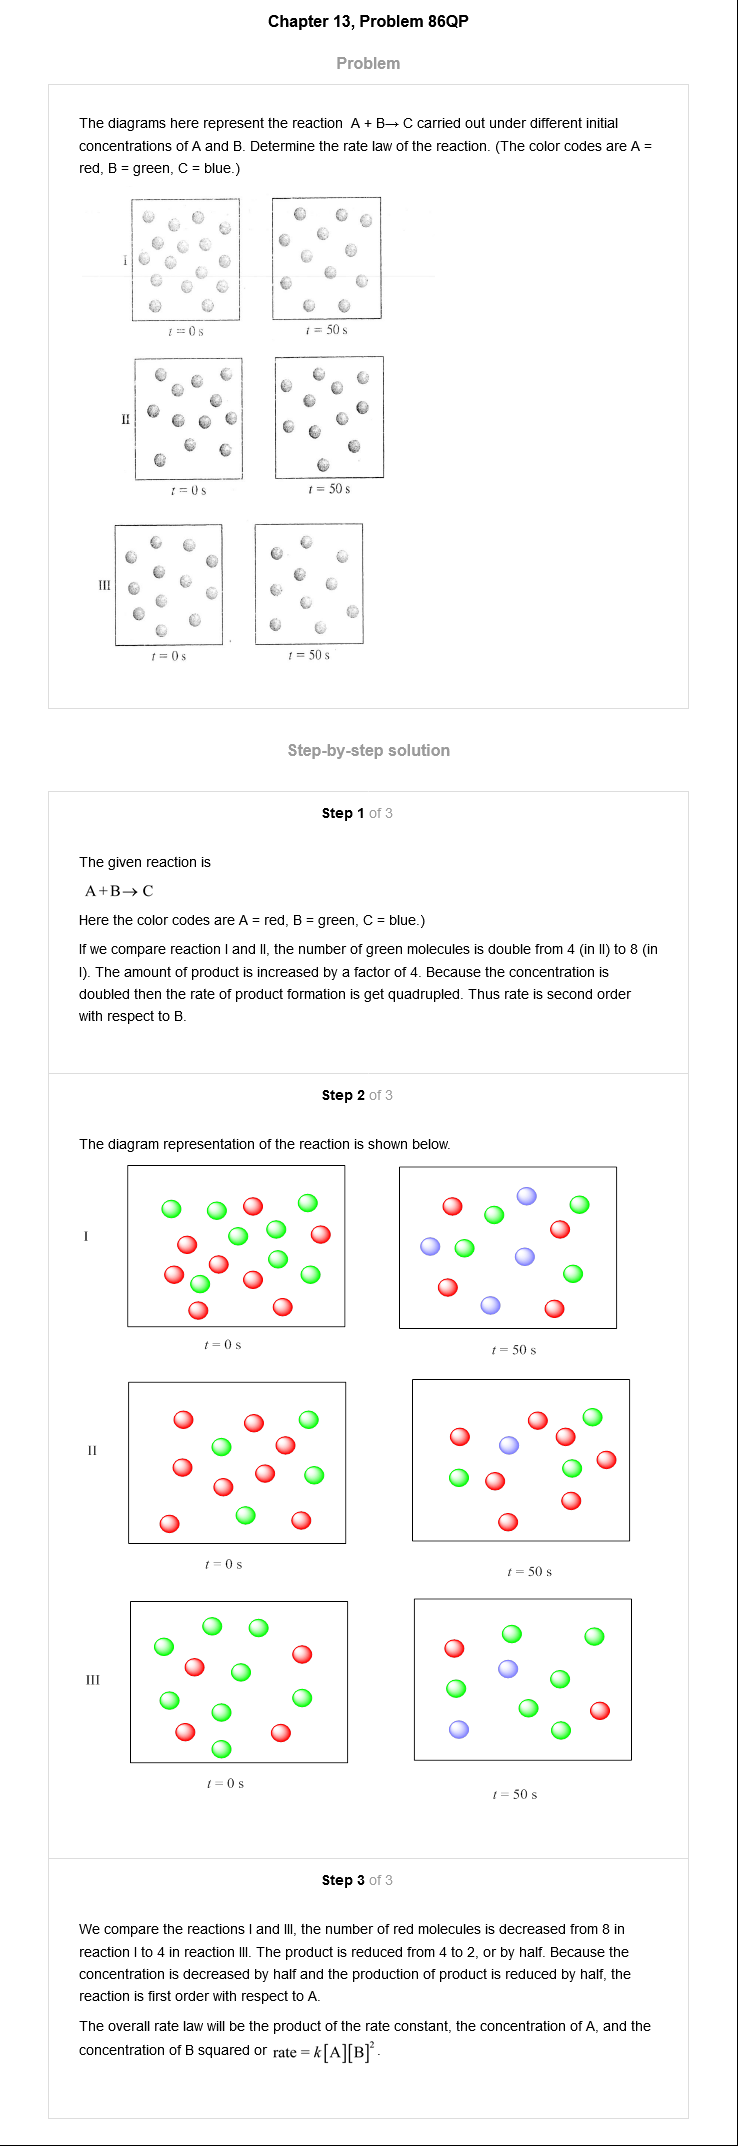 Chapter 13, Problem 86QP
Problem
The diagrams here represent the reaction A + B→ C carried out under different initial
concentrations of A and B. Determine the rate law of the reaction. (The color codes are A =
red, B = green, C = blue.)
I
t = 0 s
t = 50 s
II
t = 0 s
t = 50 s
III
t = 0 s
t = 50 s
Step-by-step solution
Step 1 of 3
The given reaction is
A+B→C
Here the color codes are A = red, B = green, C = blue.)
If we compare reaction I and II, the number of green molecules is double from 4 (in II) to 8 (in
I). The amount of product is increased by a factor of 4. Because the concentration is
doubled then the rate of product formation is get quadrupled. Thus rate is second order
with respect to B.
Step 2 of 3
The diagram representation of the reaction is shown below.
I
t = 0 s
t = 50 s
II
t = 0 s
t = 50 s
III
t = 0 s
t = 50 s
Step 3 of 3
We compare the reactions I and III, the number of red molecules is decreased from 8 in
reaction I to 4 in reaction III. The product is reduced from 4 to 2, or by half. Because the
concentration is decreased by half and the production of product is reduced by half, the
reaction is first order with respect to A.
The overall rate law will be the product of the rate constant, the concentration of A, and the
concentration of B squared or rate = k[A][B]².